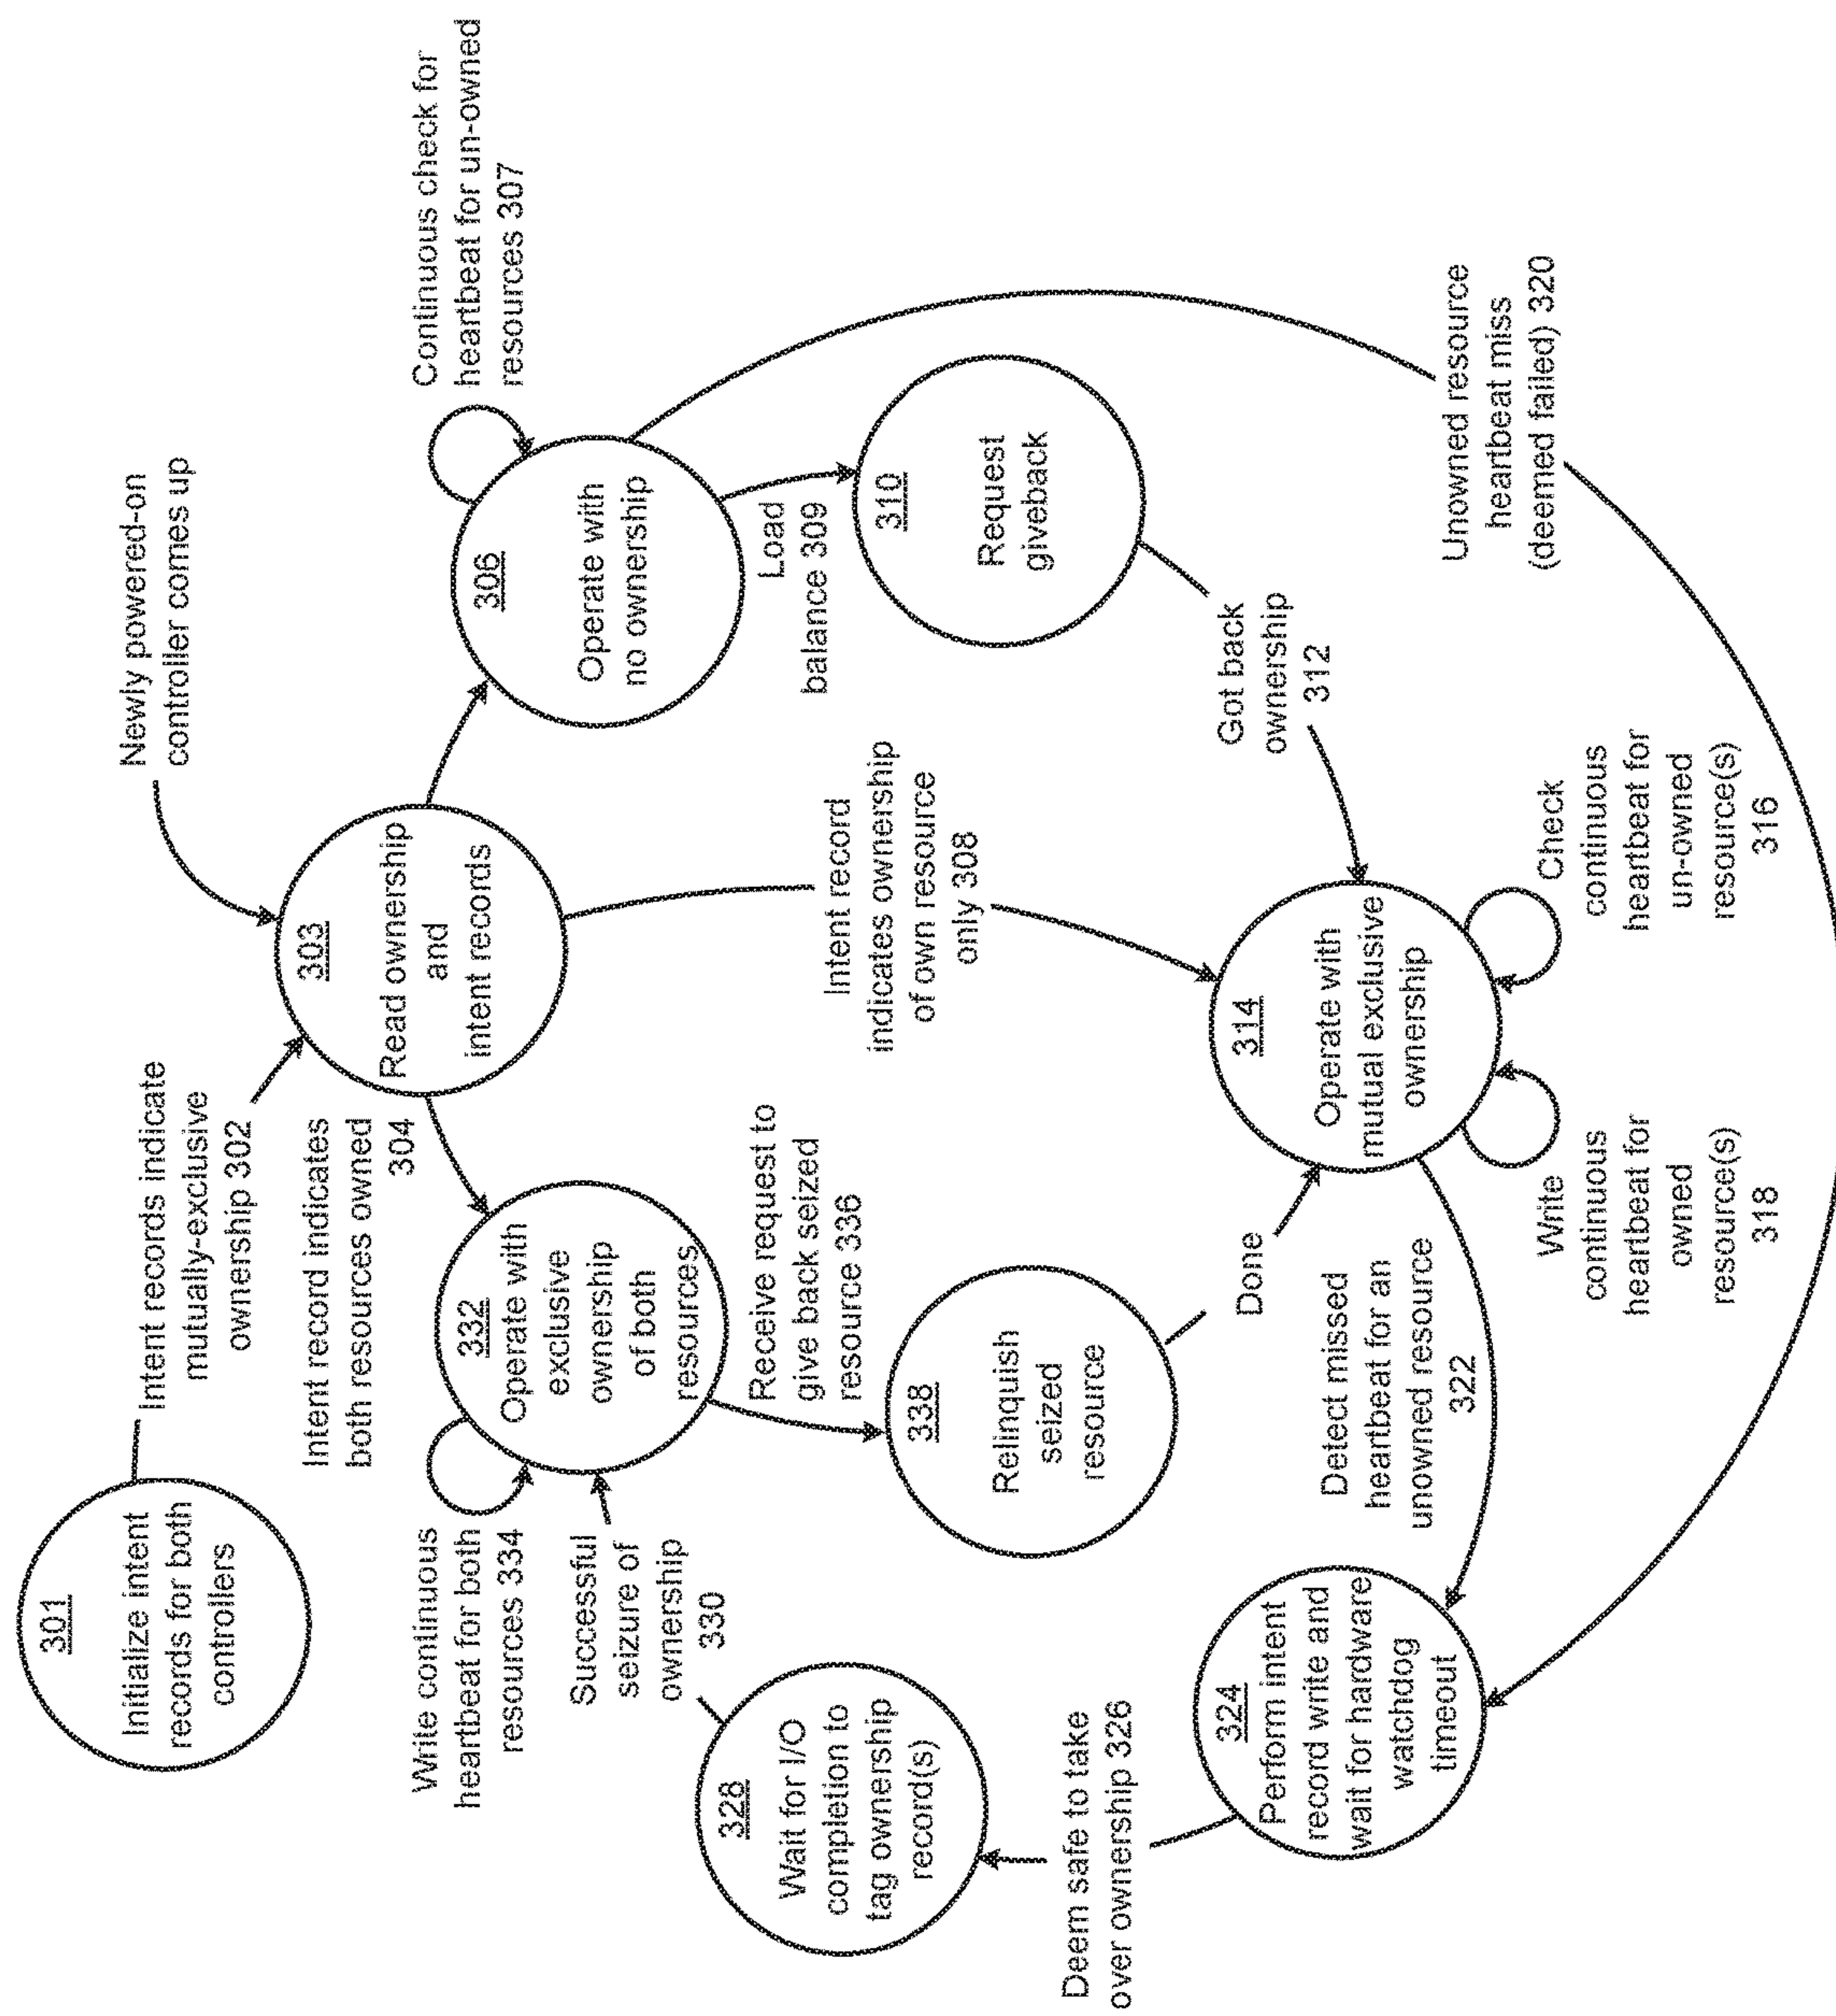 301
Initialize intent
records for both
controllers
Intent records indicate
mutually-exclusive
ownership 302
Newly powered-on
controller comes up
303
Read ownership
and
intent records
Intent record indicates
both resources owned
304
Continuous check for
heartbeat for un-owned
resources 307
306
Operate with
no ownership
Write continuous
heartbeat for both
resources 334
332
Operate with
exclusive
ownership
of both
resources
Successful
seizure of
ownership
330
Receive request to
give back seized
resource 336
Intent record
indicates ownership
of own resource
only 308
Load
balance 309
310
Request
giveback
328
Wait for I/O
completion to
tag ownership
record(s)
338
Relinquish
seized
resource
Got back
ownership
312
Done
Deem safe to take
over ownership 326
314
Operate with
mutual exclusive
ownership
324
Perform intent
record write and
wait for hardware
watchdog
timeout
Detect missed
heartbeat for an
unowned resource
322
Unowned resource
heartbeat miss
(deemed failed) 320
Write
continuous
heartbeat for
owned
resource(s)
318
Check
continuous
heartbeat for
un-owned
resource(s)
316